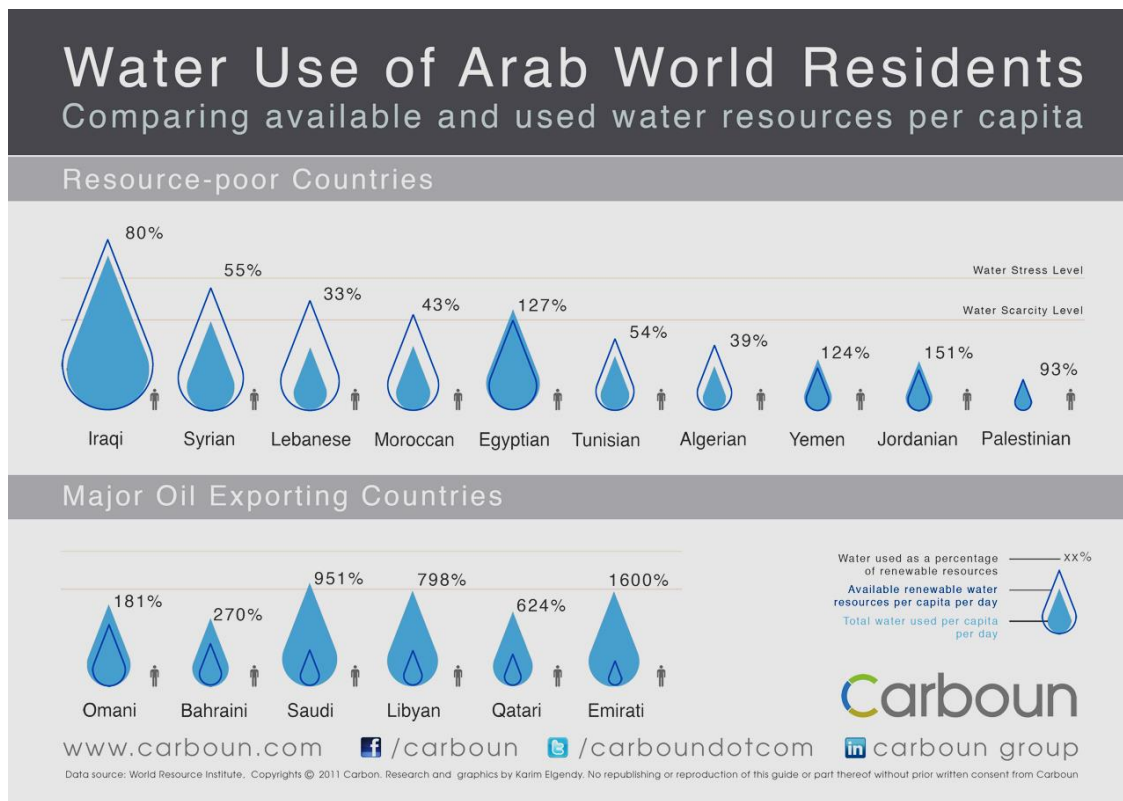 Water Use of Arab World Residents
Comparing available and used water resources per capita
Resource-poor Countries
80%
55%
33%
43%
127%
54%
39%
124%
151%
93%
Water Stress Level
Water Scarcity Level
Iraqi
Syrian
Lebanese
Moroccan
Egyptian
Tunisian
Algerian
Yemen
Jordanian
Palestinian
Major Oil Exporting Countries
181%
270%
951%
798%
624%
1600%
Omani
Bahraini
Saudi
Libyan
Qatari
Emirati
Water used as a percentage
of renewable resources
xx%
Available renewable water
resources per capita per day
Total water used per capita
per day
Carboun
www.carboun.com
f /carboun
t /carboundotcom
in carboun group
Data source: World Resource Institute, Copyrights © 2011 Carbon. Research and graphics by Karim Elgendy. No republishing or reproduction of this guide or part thereof without prior written consent from Carboun